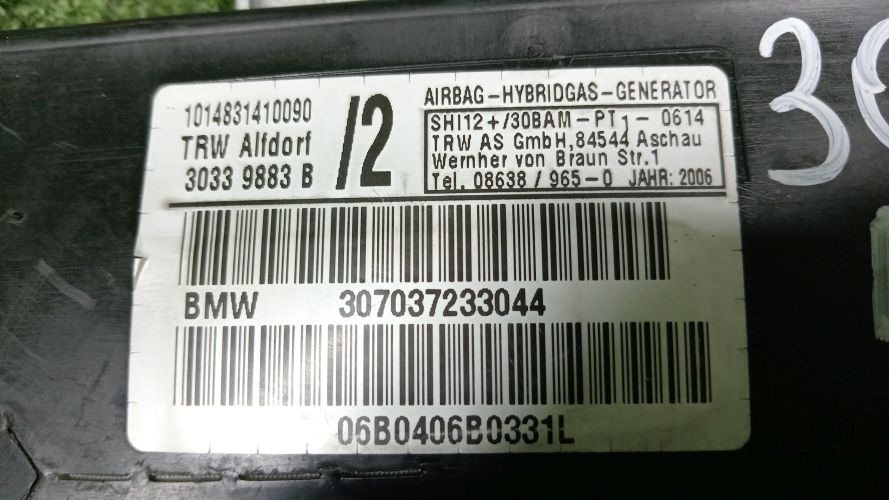 1014831410090
TRW Alfdorf
3033 9883 B
/2
AIRBAG-HYBRIDGAS-GENERATOR
SHI12+/30BAM-PT1-0614
TRW AS GmbH,84544 Aschau
Wernher von Braun Str.1
Tel. 08638 / 965-0 JAHR: 2006
BMW 307037233044
06B0406B0331L